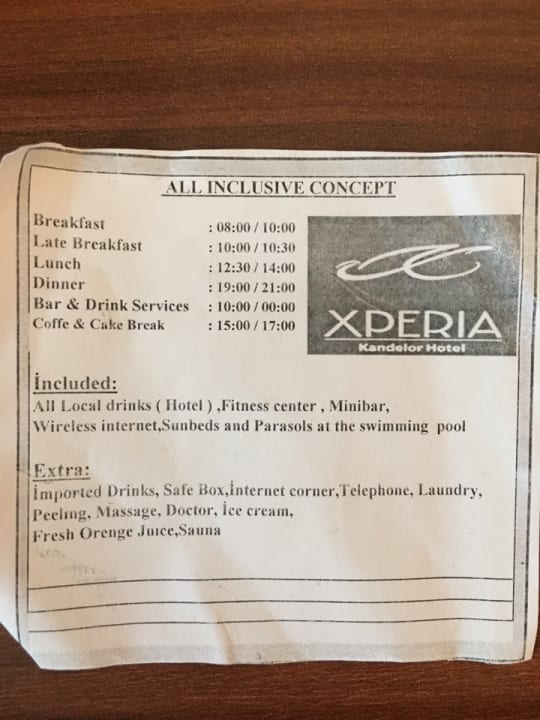 ALL INCLUSIVE CONCEPT
Breakfast : 08:00 / 10:00
Late Breakfast : 10:00 / 10:30
Lunch : 12:30 / 14:00
Dinner : 19:00 / 21:00
Bar & Drink Services : 10:00 / 00:00
Coffe & Cake Break : 15:00 / 17:00
XPERIA
Kandelor Hotel
İncluded:
All Local drinks ( Hotel ) ,Fitness center , Minibar,
Wireless internet,Sunbeds and Parasols at the swimming pool
Extra:
İmported Drinks, Safe Box,İnternet corner,Telephone, Laundry,
Peeling, Massage, Doctor, İce cream,
Fresh Orenge Juıce,Sauna